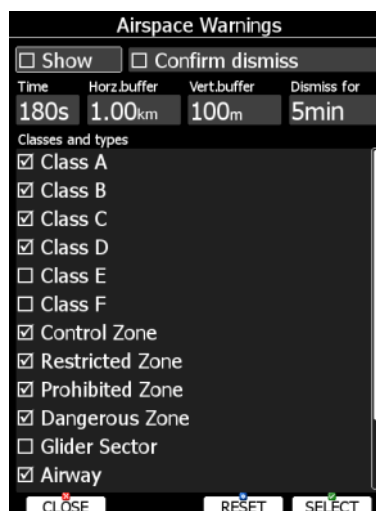 Airspace Warnings
Show Confirm dismiss
Time Horz.buffer Vert.buffer Dismiss for
180s 1.00km 100m 5min
Classes and types
Class A
Class B
Class C
Class D
Class E
Class F
Control Zone
Restricted Zone
Prohibited Zone
Dangerous Zone
Glider Sector
Airway
CLOSE RESET SELECT